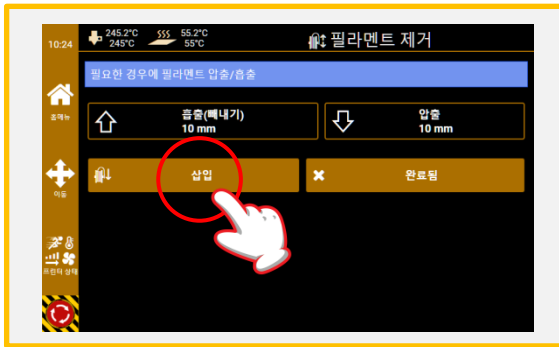 10:24
245.2°C
245°C
55.2°C
55°C
필라멘트 제거
필요한 경우에 필라멘트 압출/흡출
홈메뉴
흡출(빼내기)
10 mm
압출
10 mm
삽입
완료됨
이동
프린터 상태